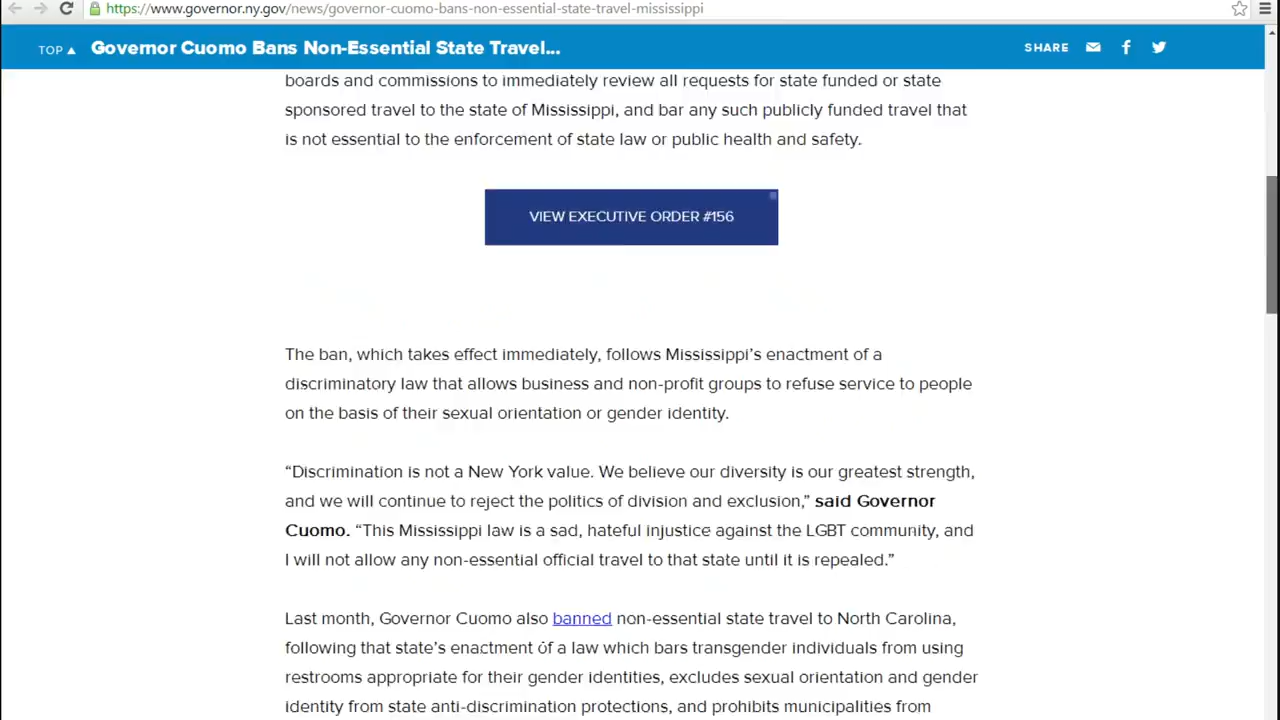 https://www.governor.ny.gov/news/governor-cuomo-bans-non-essential-state-travel-mississippi
TOP ▲ Governor Cuomo Bans Non-Essential State Travel... SHARE
boards and commissions to immediately review all requests for state funded or state
sponsored travel to the state of Mississippi, and bar any such publicly funded travel that
is not essential to the enforcement of state law or public health and safety.
VIEW EXECUTIVE ORDER #156
The ban, which takes effect immediately, follows Mississippi’s enactment of a
discriminatory law that allows business and non-profit groups to refuse service to people
on the basis of their sexual orientation or gender identity.
“Discrimination is not a New York value. We believe our diversity is our greatest strength,
and we will continue to reject the politics of division and exclusion,” said Governor
Cuomo. “This Mississippi law is a sad, hateful injustice against the LGBT community, and
I will not allow any non-essential official travel to that state until it is repealed.”
Last month, Governor Cuomo also banned non-essential state travel to North Carolina,
following that state’s enactment of a law which bars transgender individuals from using
restrooms appropriate for their gender identities, excludes sexual orientation and gender
identity from state anti-discrimination protections, and prohibits municipalities from